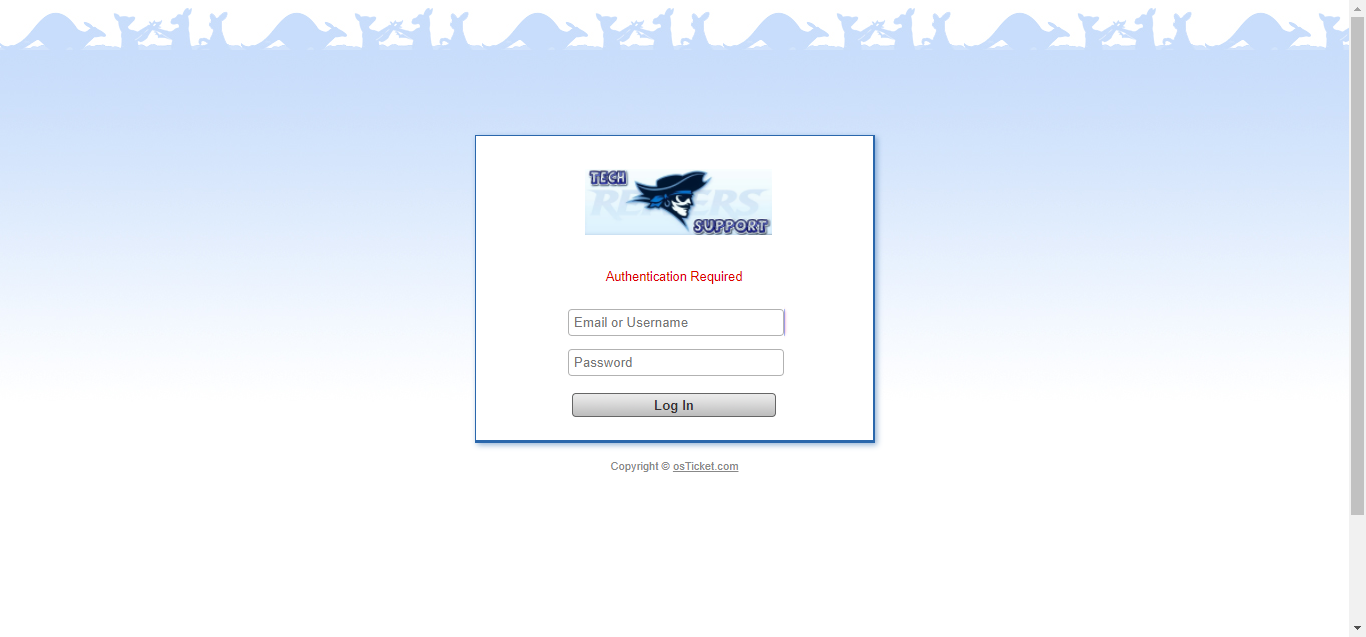 TECH
SUPPORT
Authentication Required
Email or Username
Password
Log In
Copyright © osTicket.com